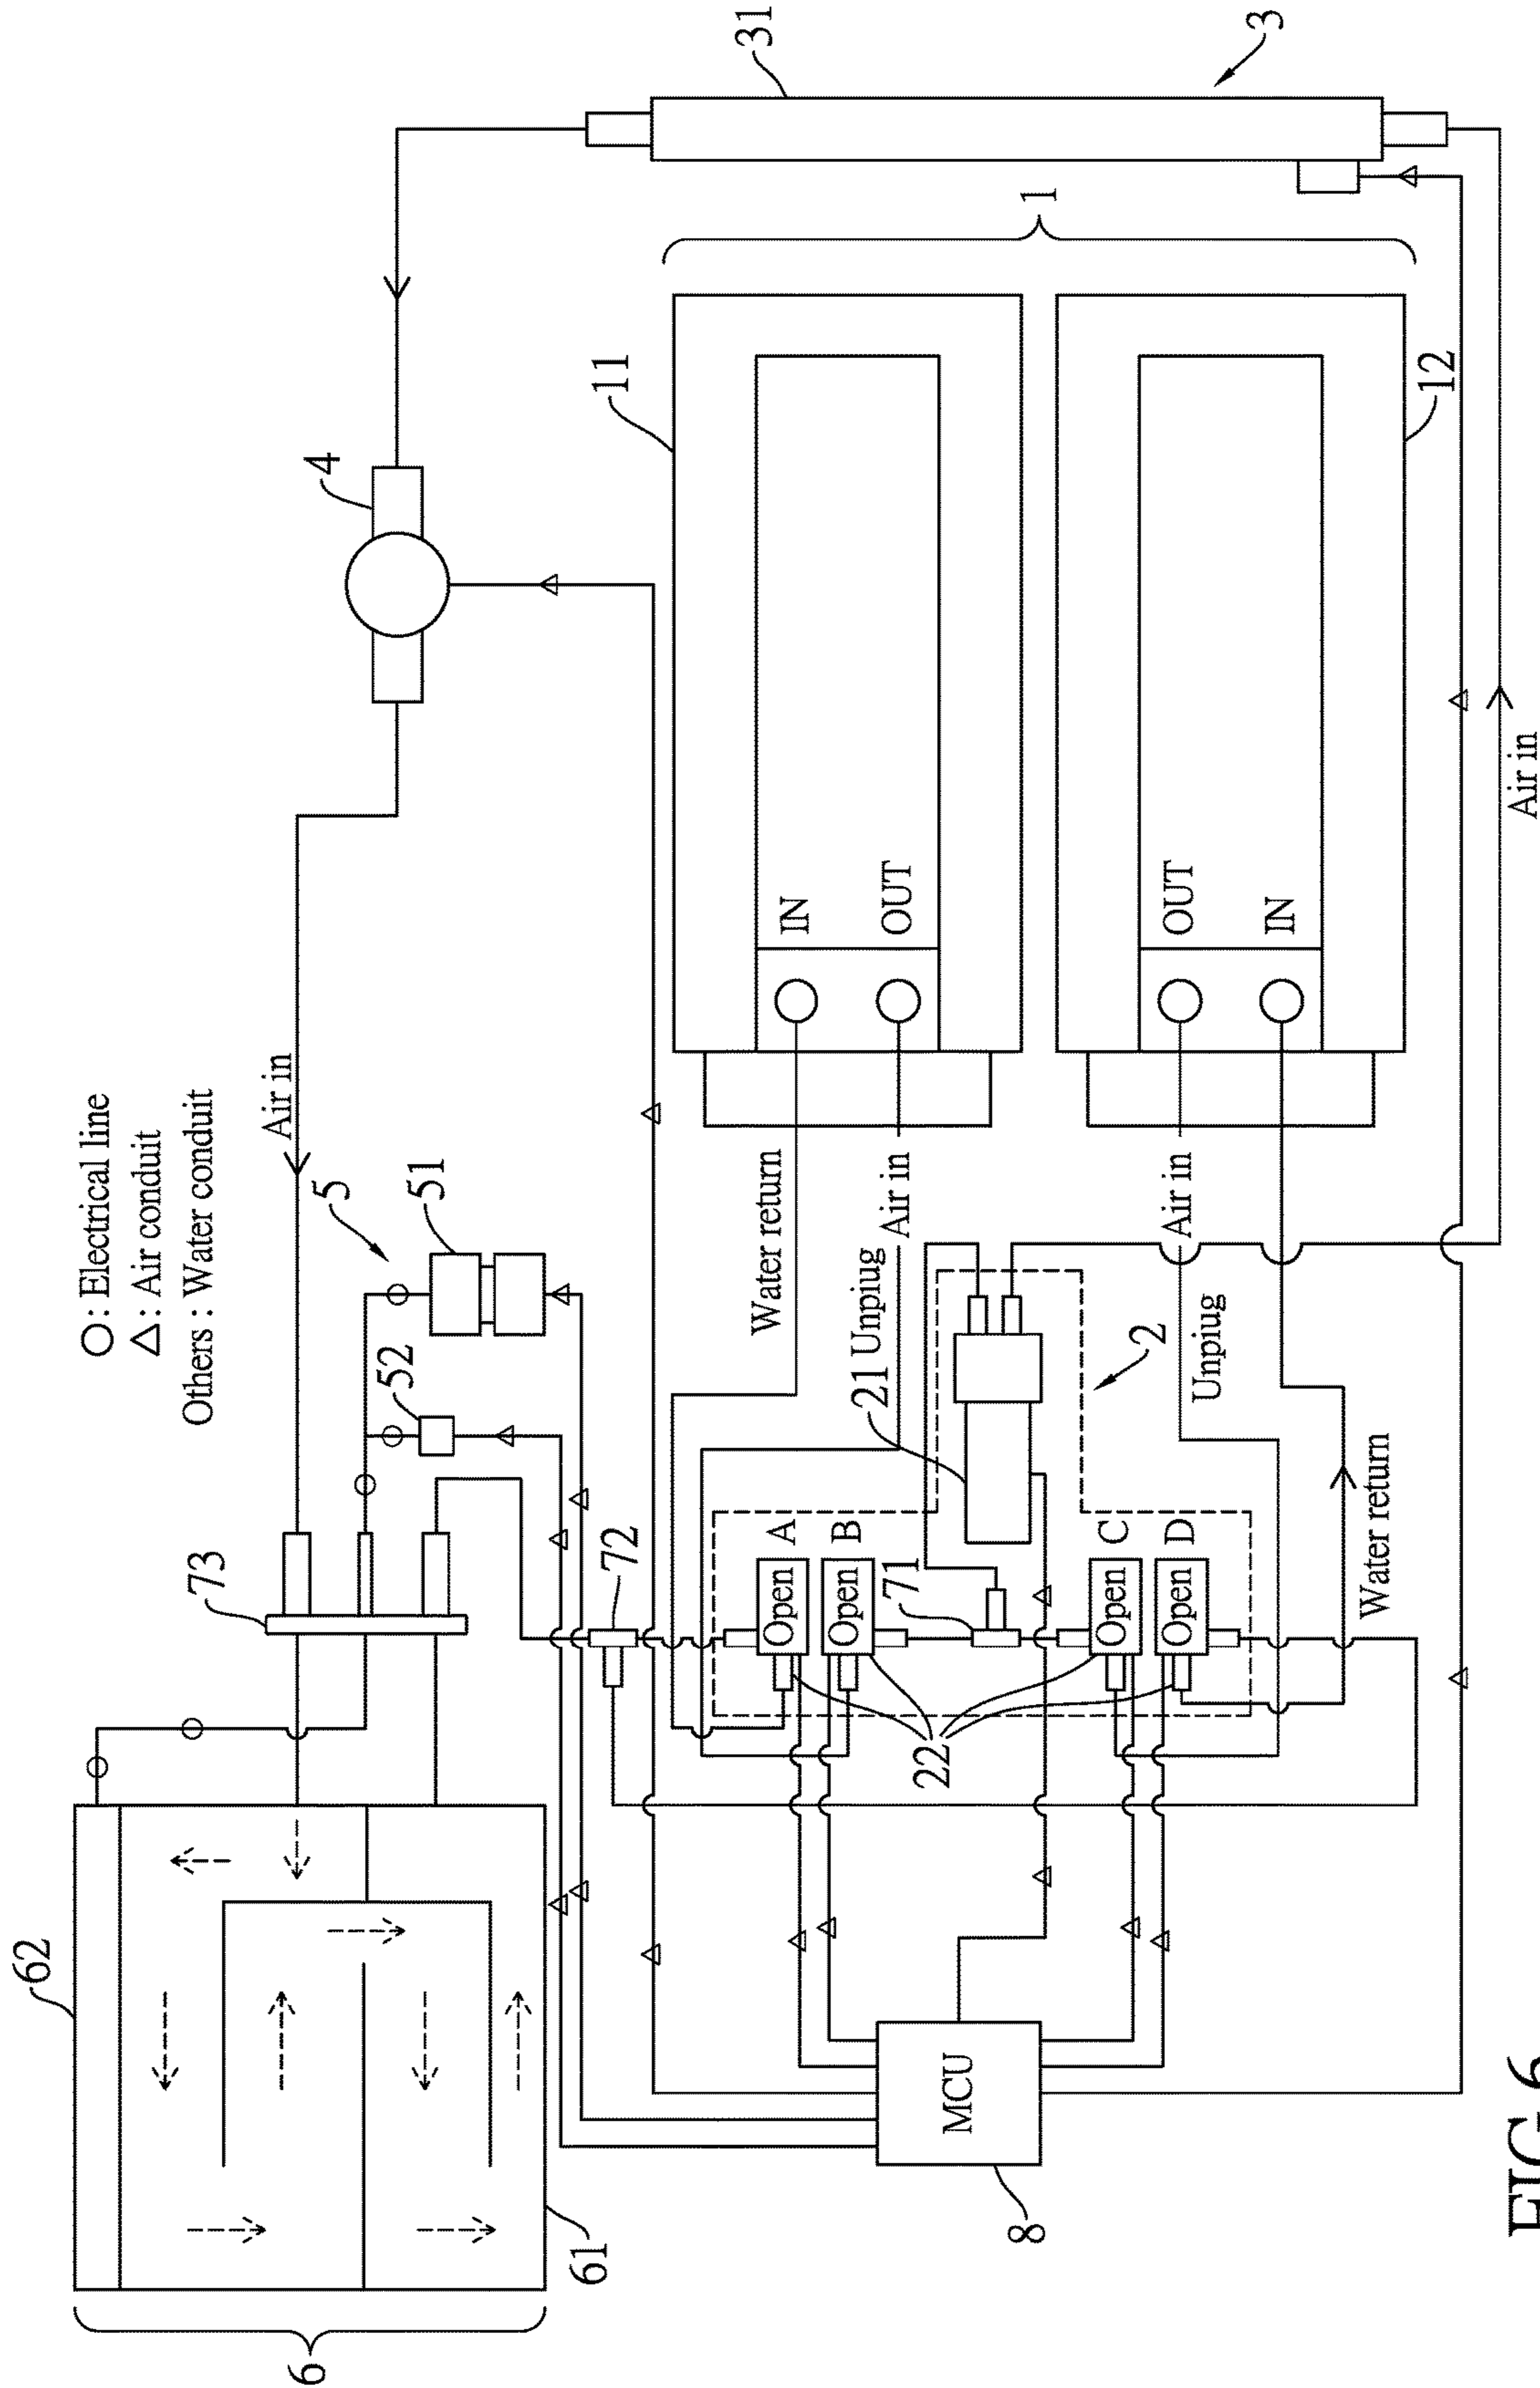 ○ : Electrical line
△ : Air conduit
Others : Water conduit
62
6
61
73
52
5
51
Air in
4
72
8
MCU
22
A
Open
B
Open
71
C
Open
D
Open
21
2
Water return
Unpiug
Air in
Unpiug
Air in
Water return
11
IN
OUT
OUT
IN
12
1
31
3
Air in
FIG 6